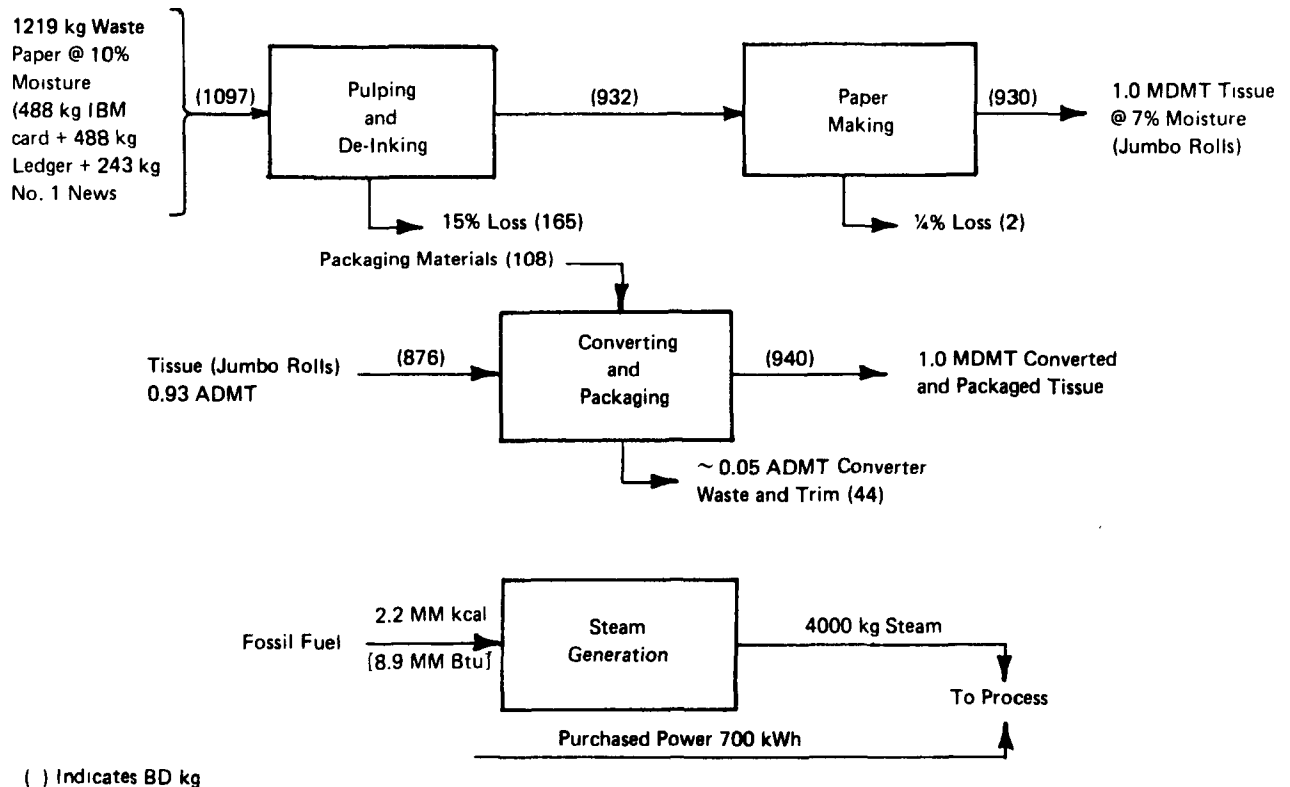 1219 kg Waste
Paper @ 10%
Moisture
(488 kg IBM
card + 488 kg
Ledger + 243 kg
No. 1 News
(1097)
Pulping
and
De-Inking
(932)
Paper
Making
(930)
1.0 MDMT Tissue
@ 7% Moisture
(Jumbo Rolls)
15% Loss (165)
¼% Loss (2)
Packaging Materials (108)
Tissue (Jumbo Rolls)
0.93 ADMT
(876)
Converting
and
Packaging
(940)
1.0 MDMT Converted
and Packaged Tissue
~ 0.05 ADMT Converter
Waste and Trim (44)
Fossil Fuel
2.2 MM kcal
[8.9 MM Btu]
Steam
Generation
4000 kg Steam
To Process
Purchased Power 700 kWh
( ) Indicates BD kg